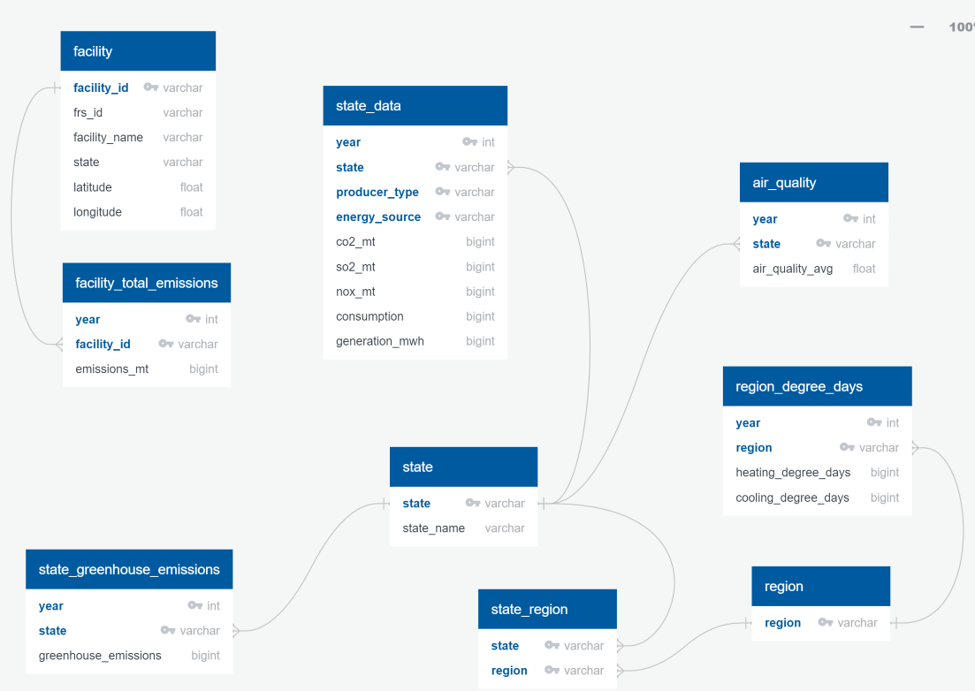 — 100%
facility
facility_id varchar
frs_id varchar
facility_name varchar
state varchar
latitude float
longitude float
facility_total_emissions
year int
facility_id varchar
emissions_mt bigint
state_data
year int
state varchar
producer_type varchar
energy_source varchar
co2_mt bigint
so2_mt bigint
nox_mt bigint
consumption bigint
generation_mwh bigint
air_quality
year int
state varchar
air_quality_avg float
region_degree_days
year int
region varchar
heating_degree_days bigint
cooling_degree_days bigint
state
state varchar
state_name varchar
state_greenhouse_emissions
year int
state varchar
greenhouse_emissions bigint
state_region
state varchar
region varchar
region
region varchar